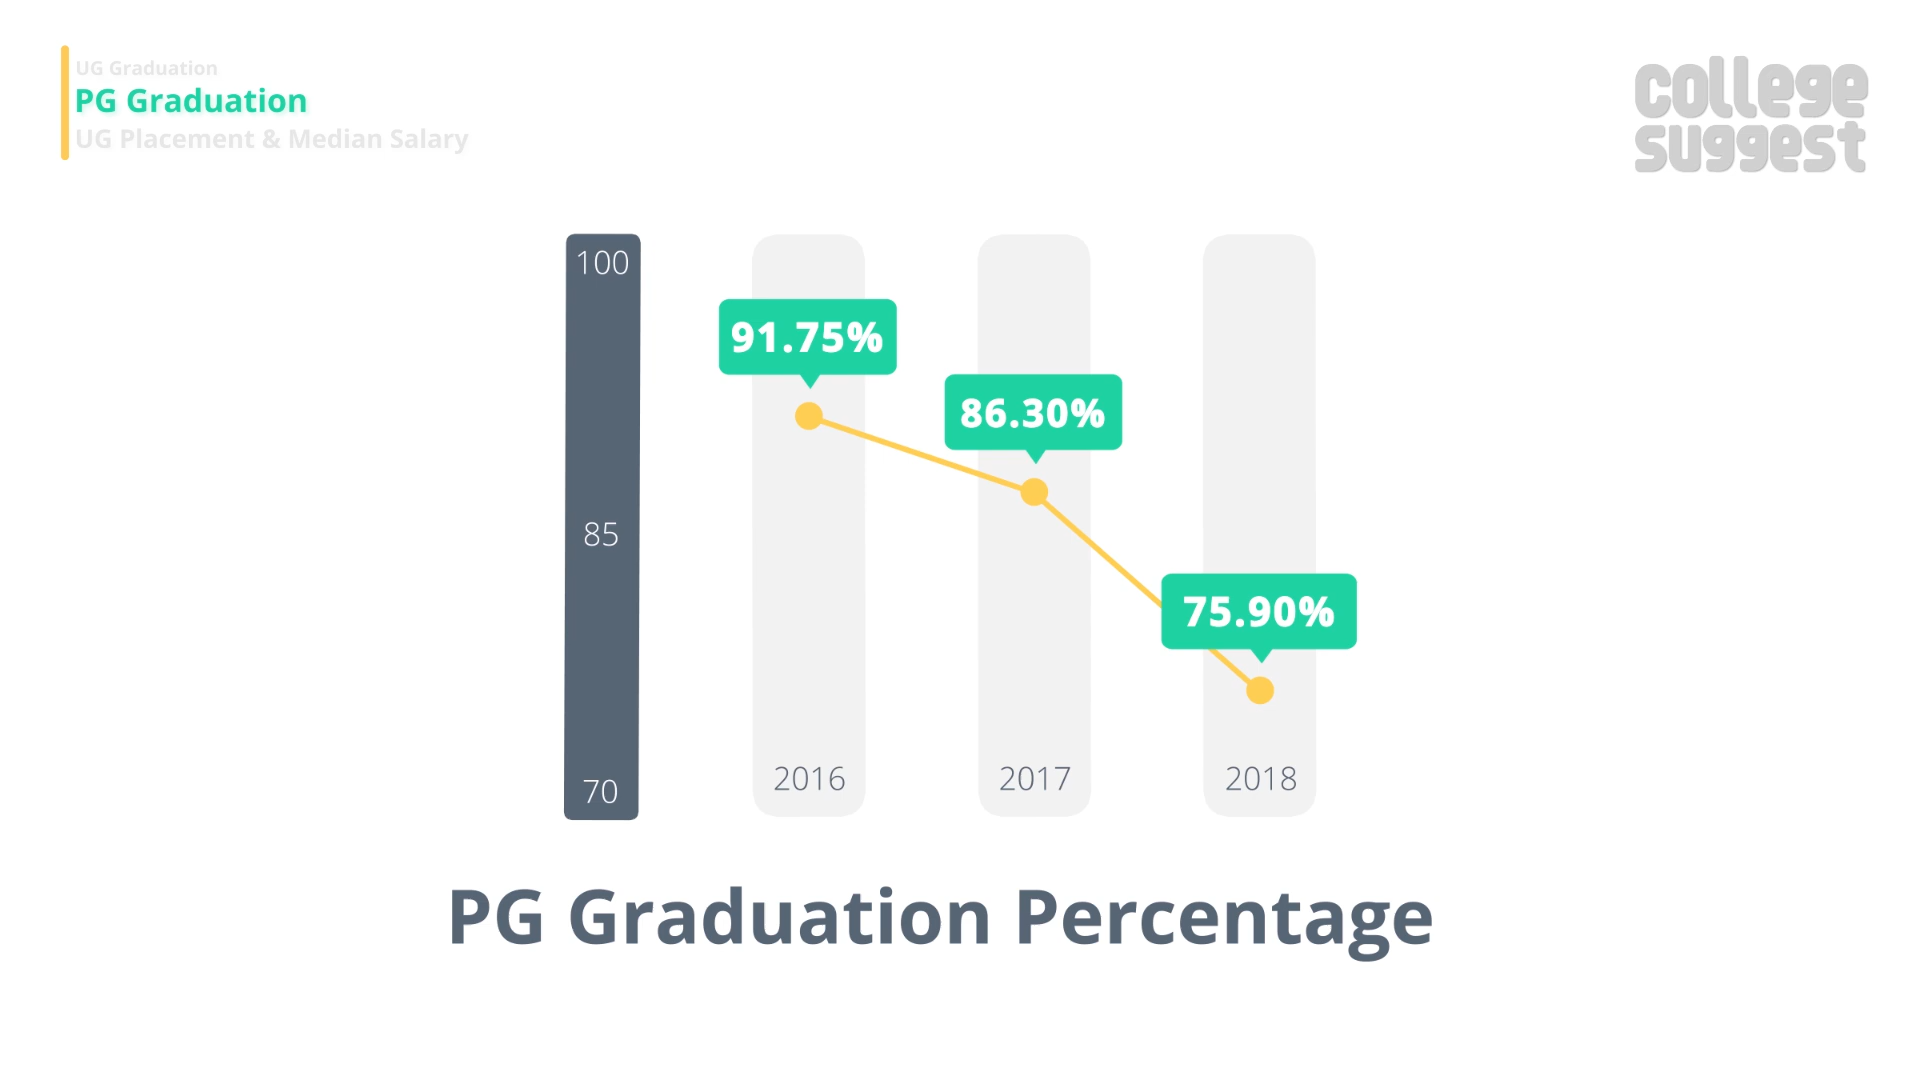 UG Graduation
PG Graduation
UG Placement & Median Salary
college
suggest
100
85
70
91.75%
86.30%
75.90%
2016
2017
2018
PG Graduation Percentage